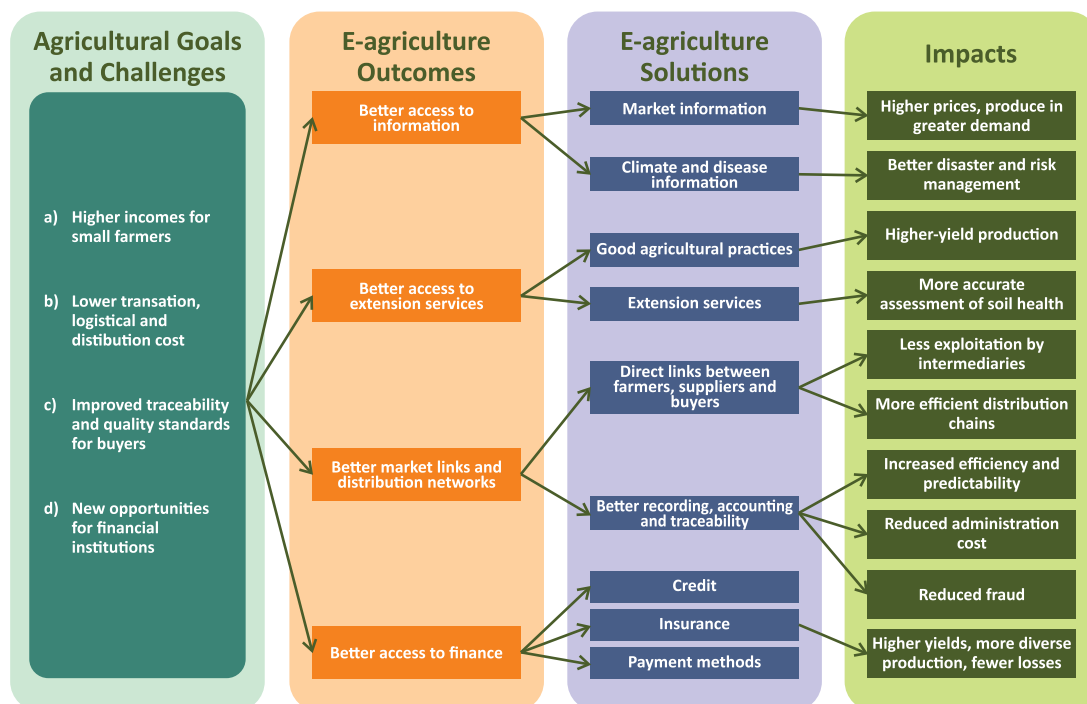 Agricultural Goals
and Challenges
a) Higher incomes for
small farmers
b) Lower transation,
logistical and
distibution cost
c) Improved traceability
and quality standards
for buyers
d) New opportunities
for financial
institutions
E-agriculture
Outcomes
Better access to
information
Better access to
extension services
Better market links and
distribution networks
Better access to finance
E-agriculture
Solutions
Market information
Climate and disease
information
Good agricultural practices
Extension services
Direct links between
farmers, suppliers and
buyers
Better recording, accounting
and traceability
Credit
Insurance
Payment methods
Impacts
Higher prices, produce in
greater demand
Better disaster and risk
management
Higher-yield production
More accurate
assessment of soil health
Less exploitation by
intermediaries
More efficient distribution
chains
Increased efficiency and
predictability
Reduced administration
cost
Reduced fraud
Higher yields, more diverse
production, fewer losses